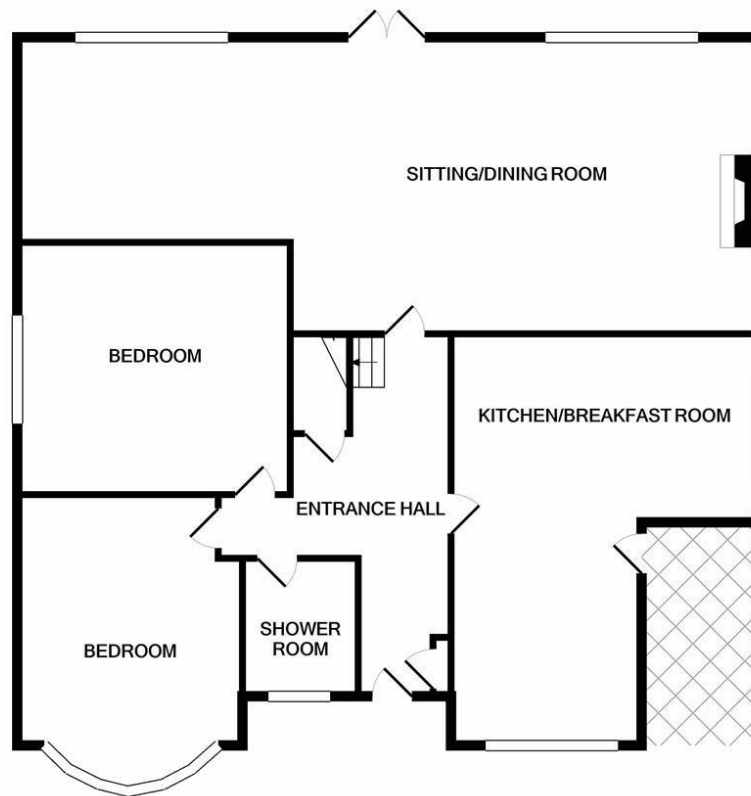 SITTING/DINING ROOM
BEDROOM
KITCHEN/BREAKFAST ROOM
ENTRANCE HALL
BEDROOM
SHOWER
ROOM